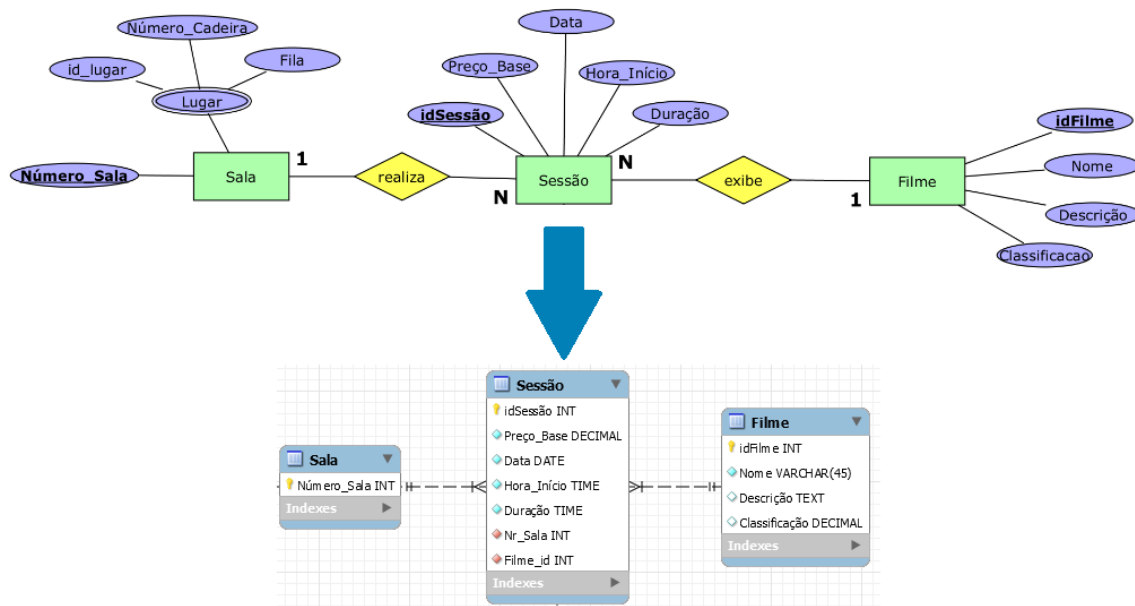 Número_Cadeira
id_lugar
Fila
Lugar
Número_Sala
Sala
1
realiza
N
Data
Preço_Base
Hora_Início
idSessão
Duração
Sessão
N
exibe
1
idFilme
Nome
Filme
Descrição
Classificacao
Sala
Número_Sala INT
Indexes
Sessão
idSessão INT
Preço_Base DECIMAL
Data DATE
Hora_Início TIME
Duração TIME
Nr_Sala INT
Filme_id INT
Indexes
Filme
idFilme INT
Nome VARCHAR(45)
Descrição TEXT
Classificação DECIMAL
Indexes